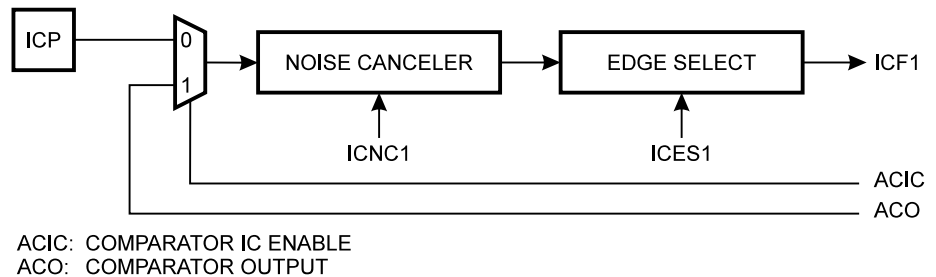 ICP
0
1
NOISE CANCELER
EDGE SELECT
ICF1
ICNC1
ICES1
ACIC
ACO
ACIC: COMPARATOR IC ENABLE
ACO: COMPARATOR OUTPUT